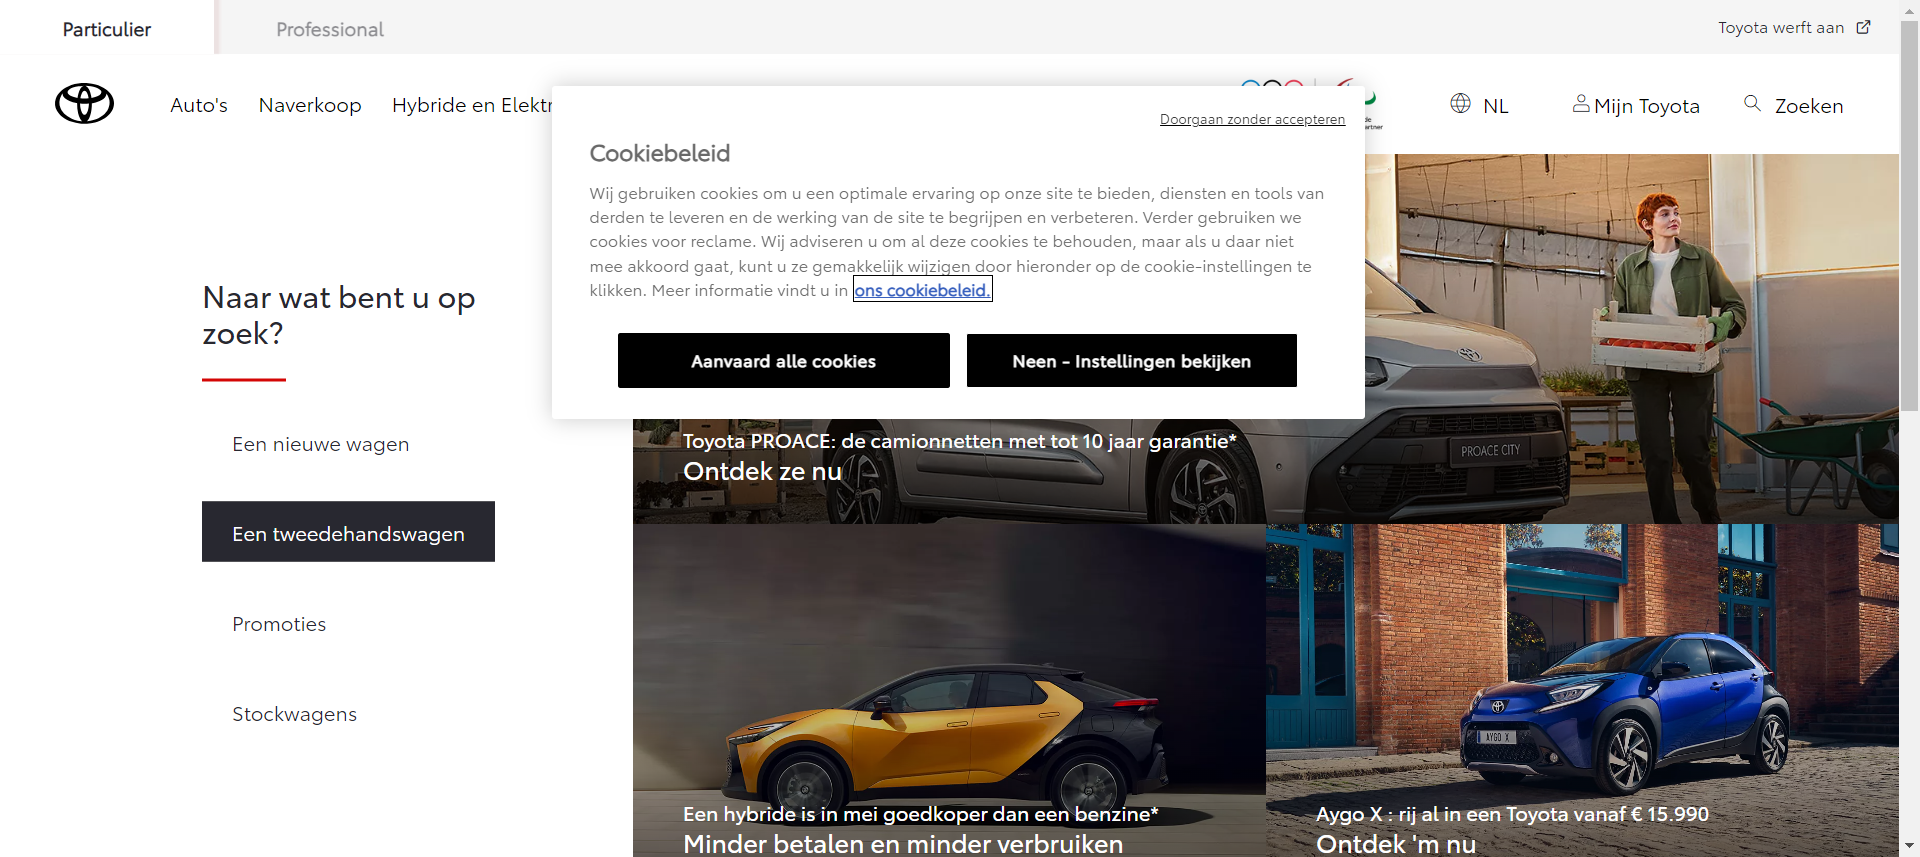 Particulier
Professional
Toyota werft aan
Auto's
Naverkoop
Hybride en Elektr
NL
Mijn Toyota
Zoeken
Doorgaan zonder accepteren
Cookiebeleid
Wij gebruiken cookies om u een optimale ervaring op onze site te bieden, diensten en tools van
derden te leveren en de werking van de site te begrijpen en verbeteren. Verder gebruiken we
cookies voor reclame. Wij adviseren u om al deze cookies te behouden, maar als u daar niet
mee akkoord gaat, kunt u ze gemakkelijk wijzigen door hieronder op de cookie-instellingen te
klikken. Meer informatie vindt u in ons cookiebeleid.
Aanvaard alle cookies
Neen - Instellingen bekijken
Naar wat bent u op
zoek?
Een nieuwe wagen
Een tweedehandswagen
Promoties
Stockwagens
Toyota PROACE: de camionnetten met tot 10 jaar garantie*
Ontdek ze nu
PROACE CITY
Een hybride is in mei goedkoper dan een benzine*
Minder betalen en minder verbruiken
AYGO X
Aygo X : rij al in een Toyota vanaf € 15.990
Ontdek 'm nu